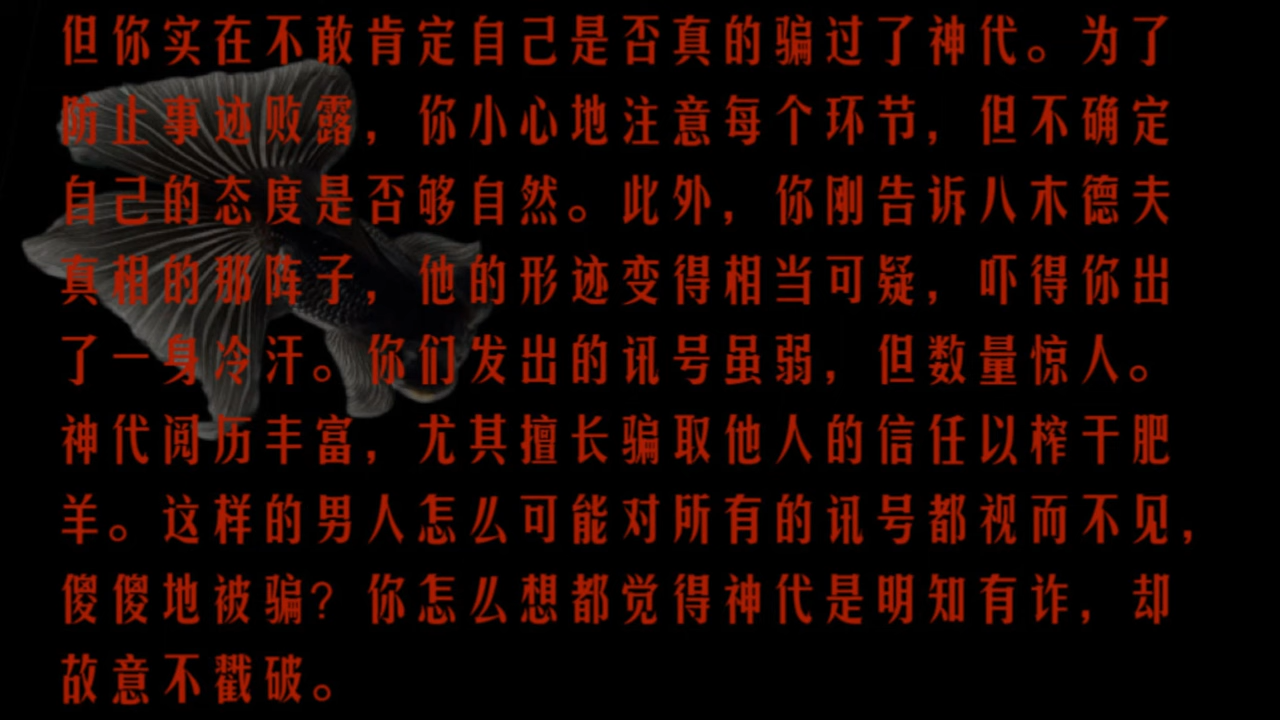 但你实在不敢肯定自己是否真的骗过了神代。为了
防止事迹败露，你小心地注意每个环节，但不确定
自己的态度是否够自然。此外，你刚告诉八木德夫
真相的那阵子，他的形迹变得相当可疑，吓得你出
了一身冷汗。你们发出的讯号虽弱，但数量惊人。
神代阅历丰富，尤其擅长骗取他人的信任以榨干肥
羊。这样的男人怎么可能对所有的讯号都视而不见，
傻傻地被骗？你怎么想都觉得神代是明知有诈，却
故意不戳破。